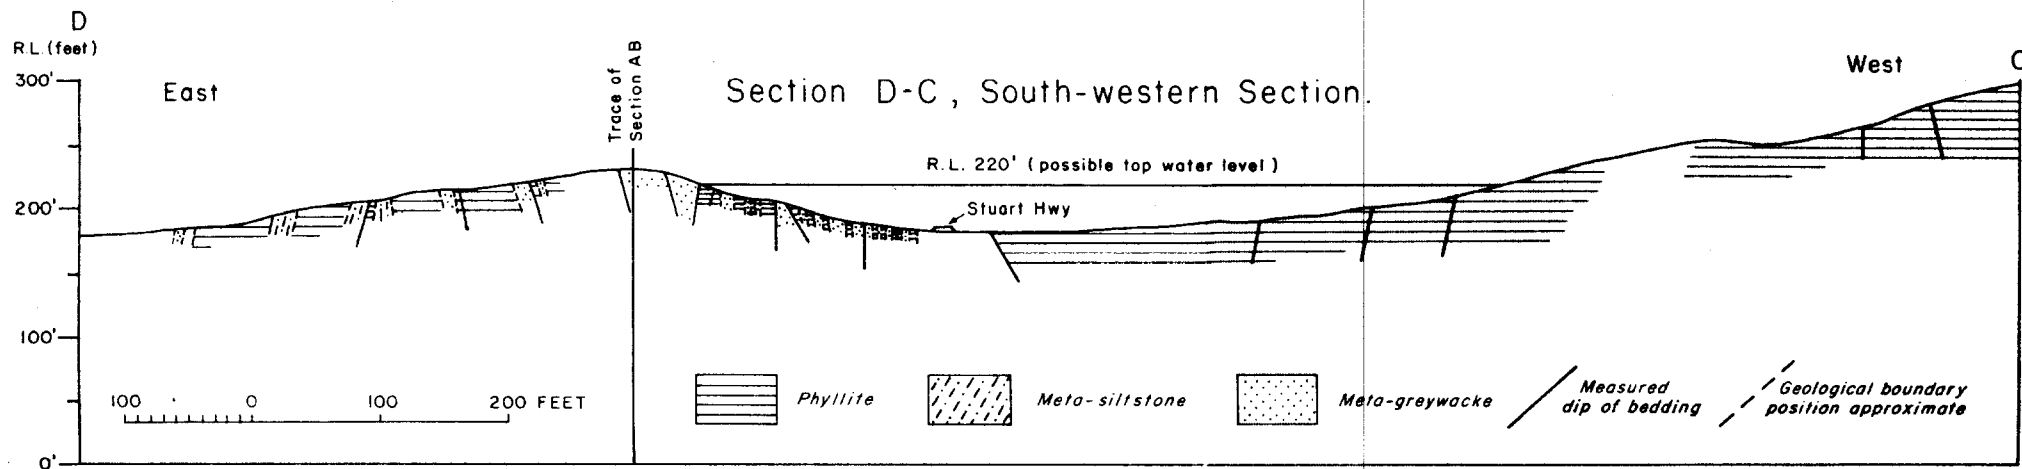 D
R.L. (feet)
300'
200'
100'
0'
East
Trace of
Section AB
Section D-C, South-western Section.
West
C
R.L. 220' (possible top water level)
Stuart Hwy
100 0 100 200 FEET
Phyllite
Meta-siltstone
Meta-greywacke
Measured
dip of bedding
Geological boundary
position approximate